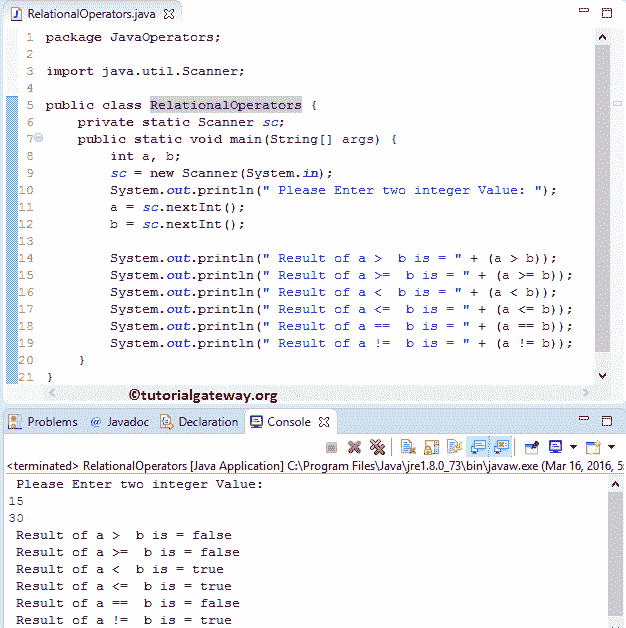 RelationalOperators.java
1 package JavaOperators;
2
3 import java.util.Scanner;
4
5 public class RelationalOperators {
6 private static Scanner sc;
7 public static void main(String[] args) {
8 int a, b;
9 sc = new Scanner(System.in);
10 System.out.println(" Please Enter two integer Value: ");
11 a = sc.nextInt();
12 b = sc.nextInt();
13
14 System.out.println(" Result of a >  b is = " + (a > b));
15 System.out.println(" Result of a >=  b is = " + (a >= b));
16 System.out.println(" Result of a <  b is = " + (a < b));
17 System.out.println(" Result of a <=  b is = " + (a <= b));
18 System.out.println(" Result of a ==  b is = " + (a == b));
19 System.out.println(" Result of a !=  b is = " + (a != b));
20 }
21 }
©tutorialgateway.org
Problems @ Javadoc Declaration Console
<terminated> RelationalOperators [Java Application] C:\Program Files\Java\jre1.8.0_73\bin\javaw.exe (Mar 16, 2016,
Please Enter two integer Value:
15
30
Result of a >  b is = false
Result of a >=  b is = false
Result of a <  b is = true
Result of a <=  b is = true
Result of a ==  b is = false
Result of a !=  b is = true